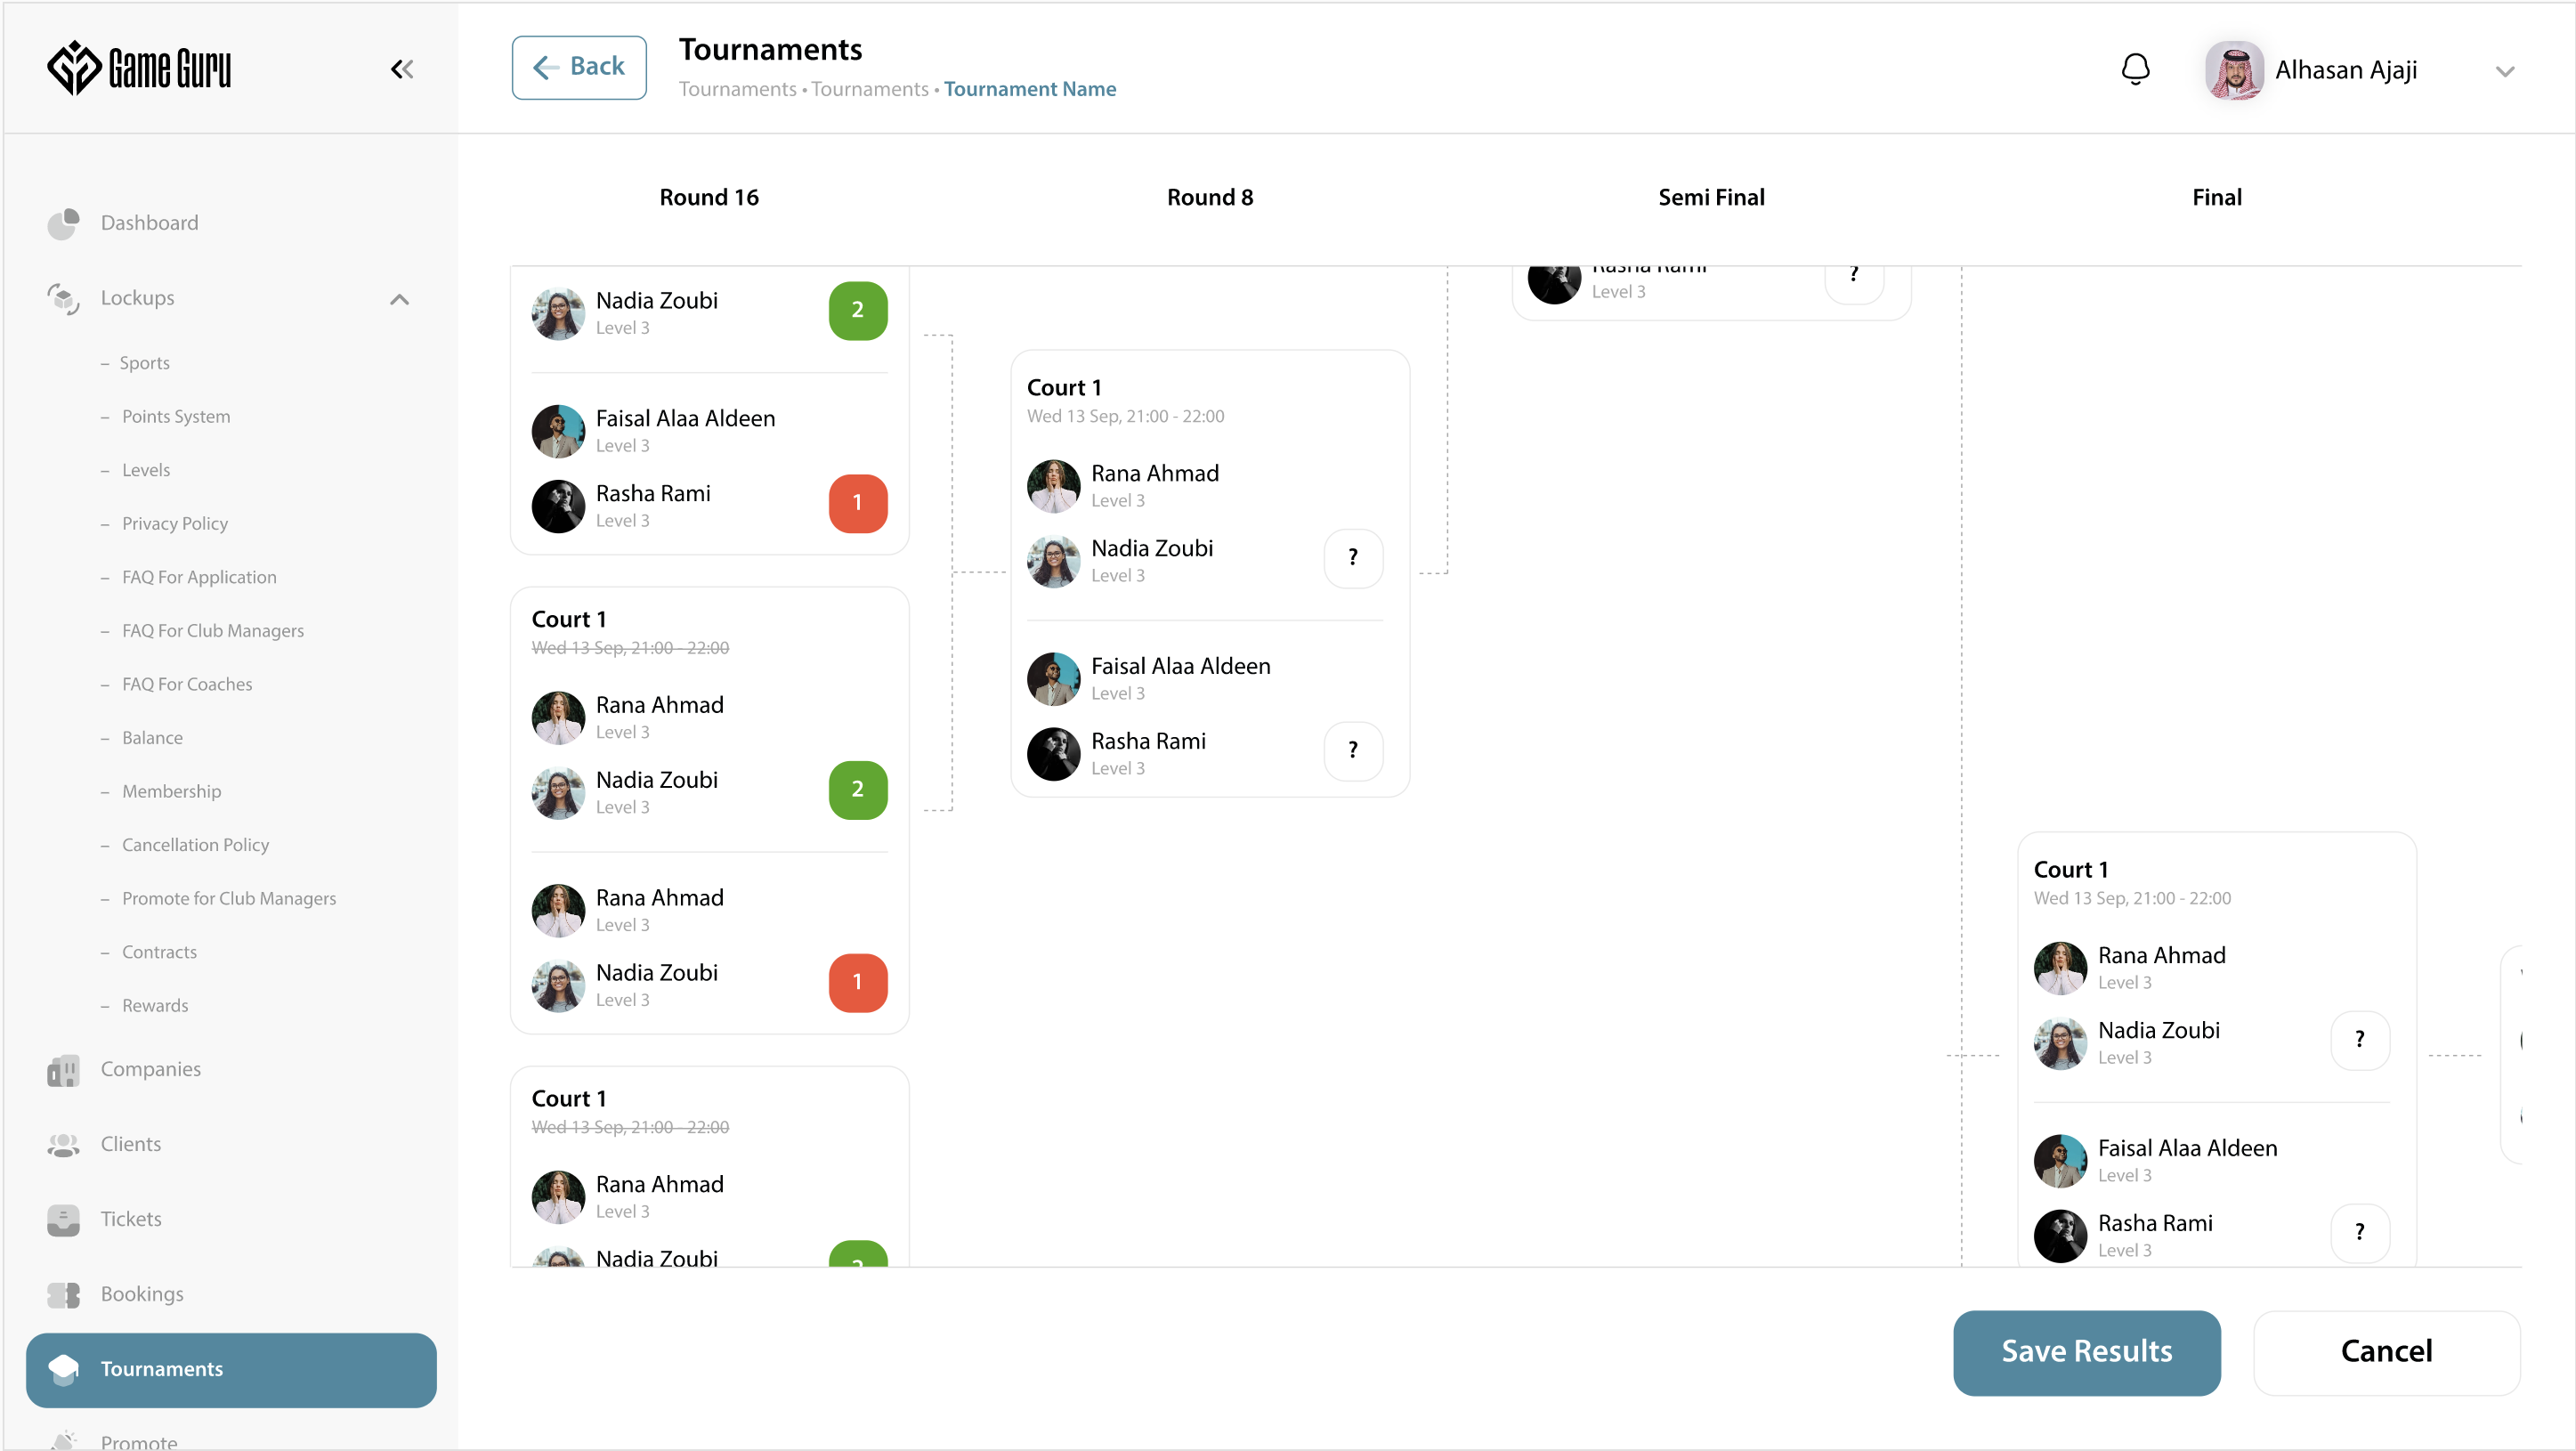 Game Guru
Back
Tournaments
Tournaments • Tournaments • Tournament Name
Alhasan Ajaji
Dashboard
Lockups
– Sports
– Points System
– Levels
– Privacy Policy
– FAQ For Application
– FAQ For Club Managers
– FAQ For Coaches
– Balance
– Membership
– Cancellation Policy
– Promote for Club Managers
– Contracts
– Rewards
Companies
Clients
Tickets
Bookings
Tournaments
Promote
Round 16
Round 8
Semi Final
Final
Nadia Zoubi
Level 3
2
Faisal Alaa Aldeen
Level 3
Rasha Rami
Level 3
1
Court 1
Wed 13 Sep, 21:00 - 22:00
Rana Ahmad
Level 3
Nadia Zoubi
Level 3
2
Rana Ahmad
Level 3
Nadia Zoubi
Level 3
1
Court 1
Wed 13 Sep, 21:00 - 22:00
Rana Ahmad
Level 3
Nadia Zoubi
2
Court 1
Wed 13 Sep, 21:00 - 22:00
Rana Ahmad
Level 3
Nadia Zoubi
Level 3
?
Faisal Alaa Aldeen
Level 3
Rasha Rami
Level 3
?
Rasha Rami
Level 3
?
Court 1
Wed 13 Sep, 21:00 - 22:00
Rana Ahmad
Level 3
Nadia Zoubi
Level 3
?
Faisal Alaa Aldeen
Level 3
Rasha Rami
Level 3
?
Save Results
Cancel